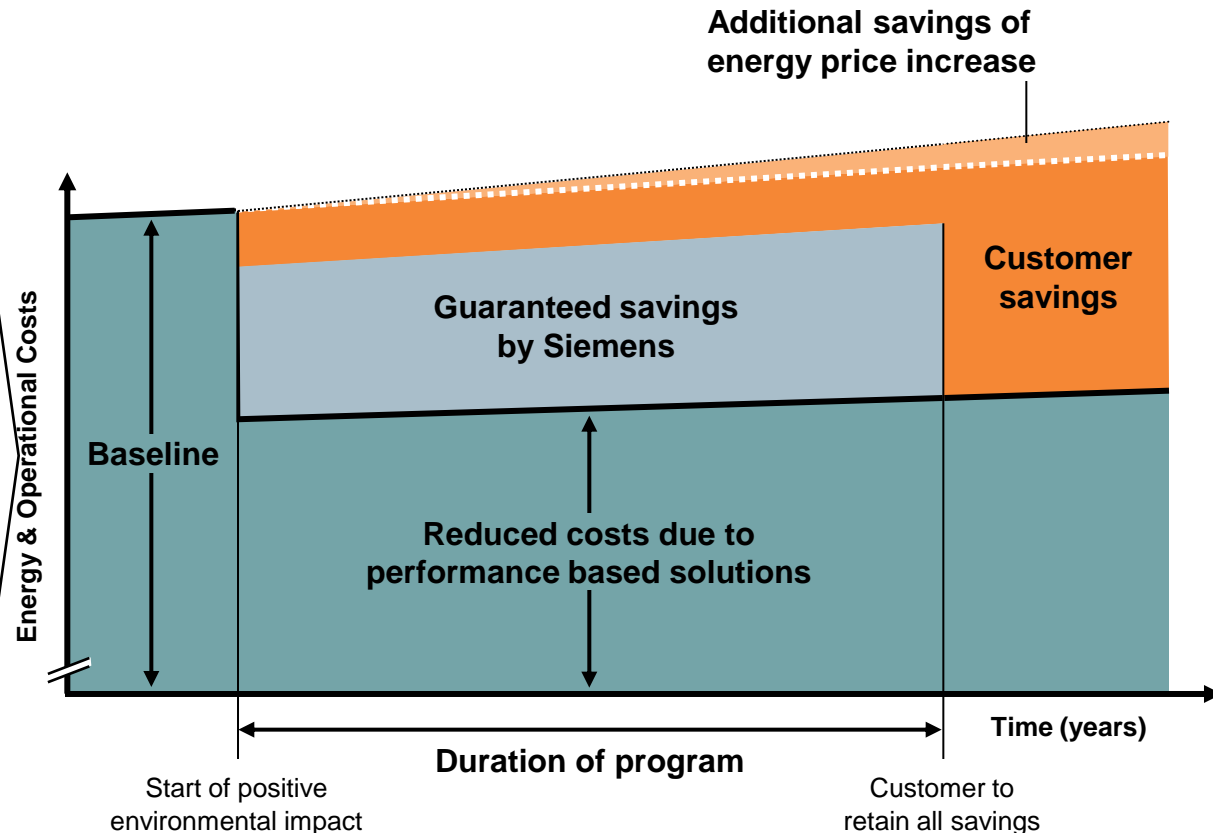 Additional savings of
energy price increase
Customer
savings
Guaranteed savings
by Siemens
Baseline
Reduced costs due to
performance based solutions
Energy & Operational Costs
Time (years)
Duration of program
Start of positive
environmental impact
Customer to
retain all savings